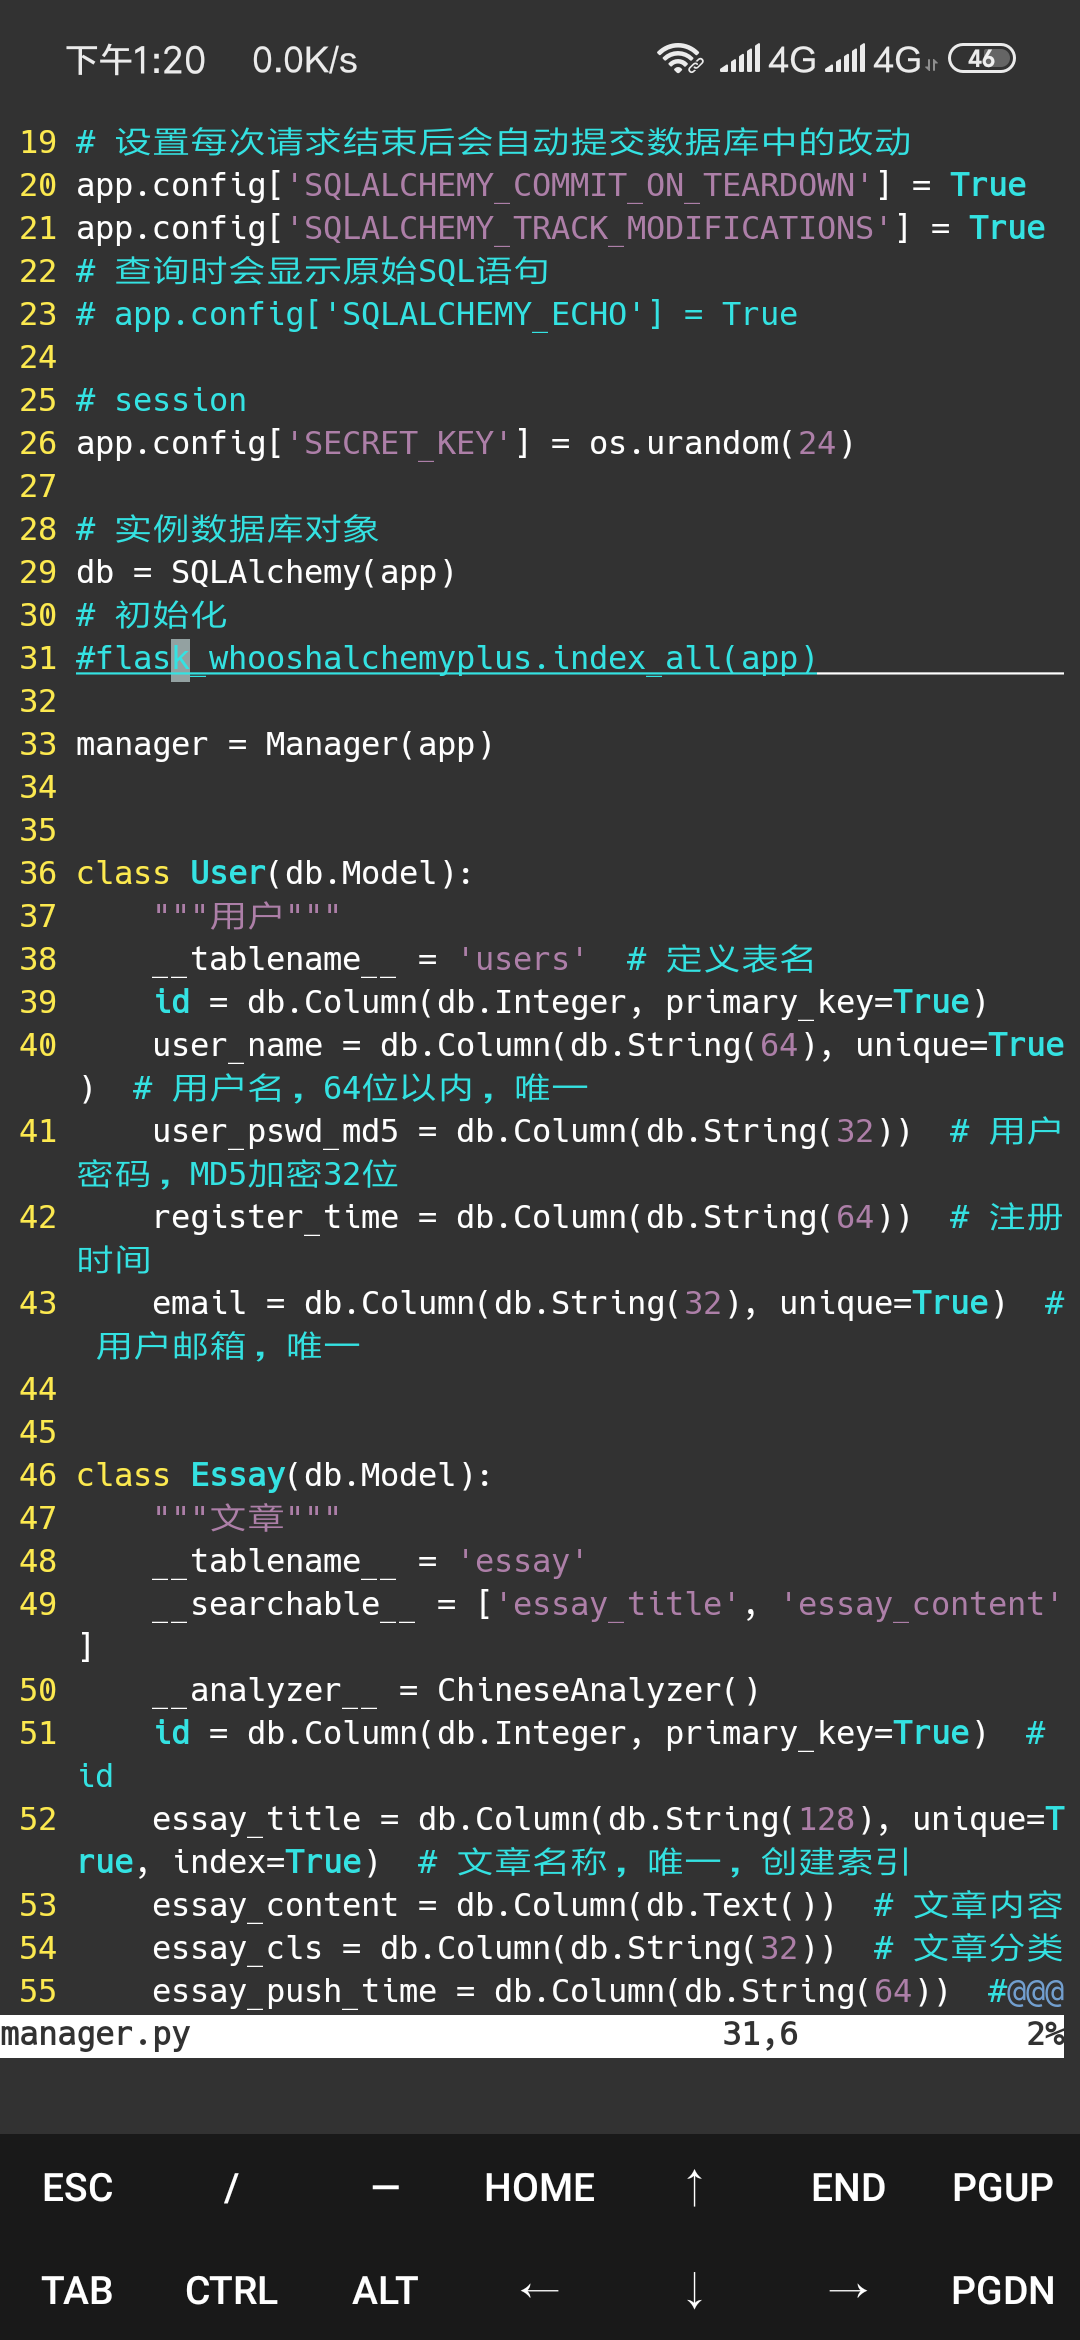 下午1:20 0.0K/s 4G 4G 46
19 # 设置每次请求结束后会自动提交数据库中的改动
20 app.config['SQLALCHEMY_COMMIT_ON_TEARDOWN'] = True
21 app.config['SQLALCHEMY_TRACK_MODIFICATIONS'] = True
22 # 查询时会显示原始SQL语句
23 # app.config['SQLALCHEMY_ECHO'] = True
24
25 # session
26 app.config['SECRET_KEY'] = os.urandom(24)
27
28 # 实例数据库对象
29 db = SQLAlchemy(app)
30 # 初始化
31 #flask_whooshalchemyplus.index_all(app)
32
33 manager = Manager(app)
34
35
36 class User(db.Model):
37     """用户"""
38     __tablename__ = 'users'  # 定义表名
39     id = db.Column(db.Integer, primary_key=True)
40     user_name = db.Column(db.String(64), unique=True
)  # 用户名，64位以内，唯一
41     user_pswd_md5 = db.Column(db.String(32))  # 用户
密码，MD5加密32位
42     register_time = db.Column(db.String(64))  # 注册
时间
43     email = db.Column(db.String(32), unique=True)  #
用户邮箱，唯一
44
45
46 class Essay(db.Model):
47     """文章"""
48     __tablename__ = 'essay'
49     __searchable__ = ['essay_title', 'essay_content'
]
50     __analyzer__ = ChineseAnalyzer()
51     id = db.Column(db.Integer, primary_key=True)  #
id
52     essay_title = db.Column(db.String(128), unique=T
rue, index=True)  # 文章名称，唯一，创建索引
53     essay_content = db.Column(db.Text())  # 文章内容
54     essay_cls = db.Column(db.String(32))  # 文章分类
55     essay_push_time = db.Column(db.String(64))  #@@@
manager.py 31,6 2%
ESC / — HOME ↑ END PGUP
TAB CTRL ALT ← ↓ → PGDN